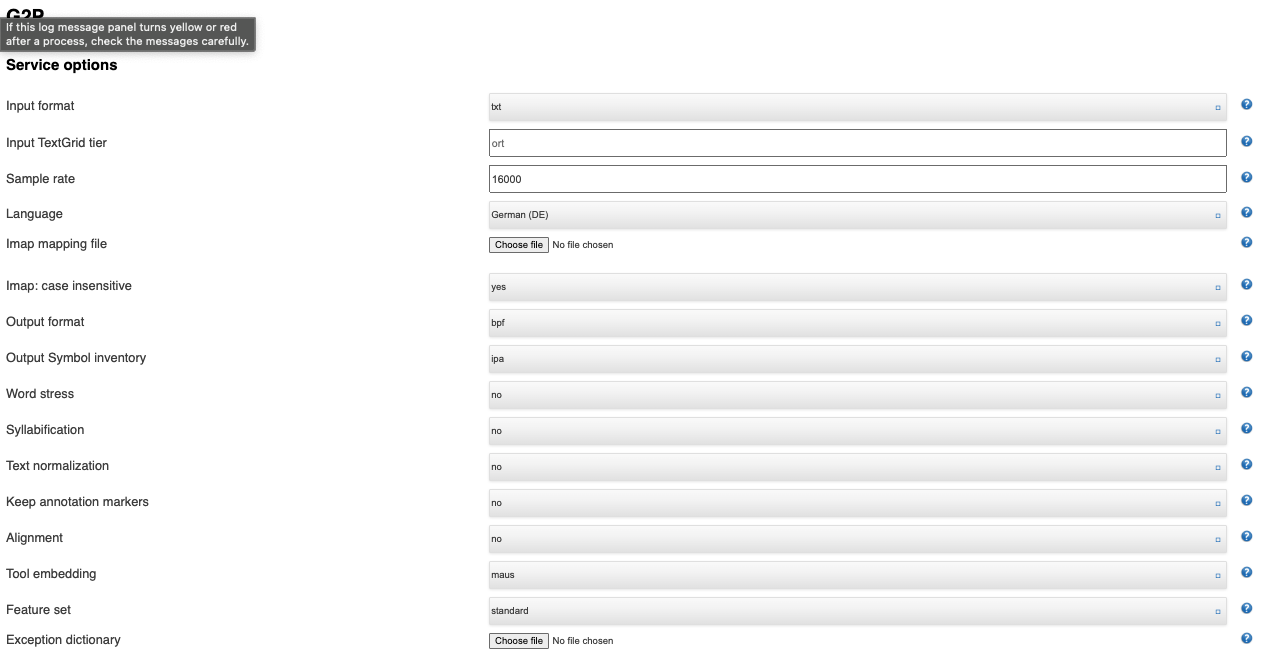 G2P
If this log message panel turns yellow or red
after a process, check the messages carefully.
Service options
Input format txt ?
Input TextGrid tier ort ?
Sample rate 16000 ?
Language German (DE) ?
Imap mapping file Choose file No file chosen ?
Imap: case insensitive yes ?
Output format bpf ?
Output Symbol inventory ipa ?
Word stress no ?
Syllabification no ?
Text normalization no ?
Keep annotation markers no ?
Alignment no ?
Tool embedding maus ?
Feature set standard ?
Exception dictionary Choose file No file chosen ?